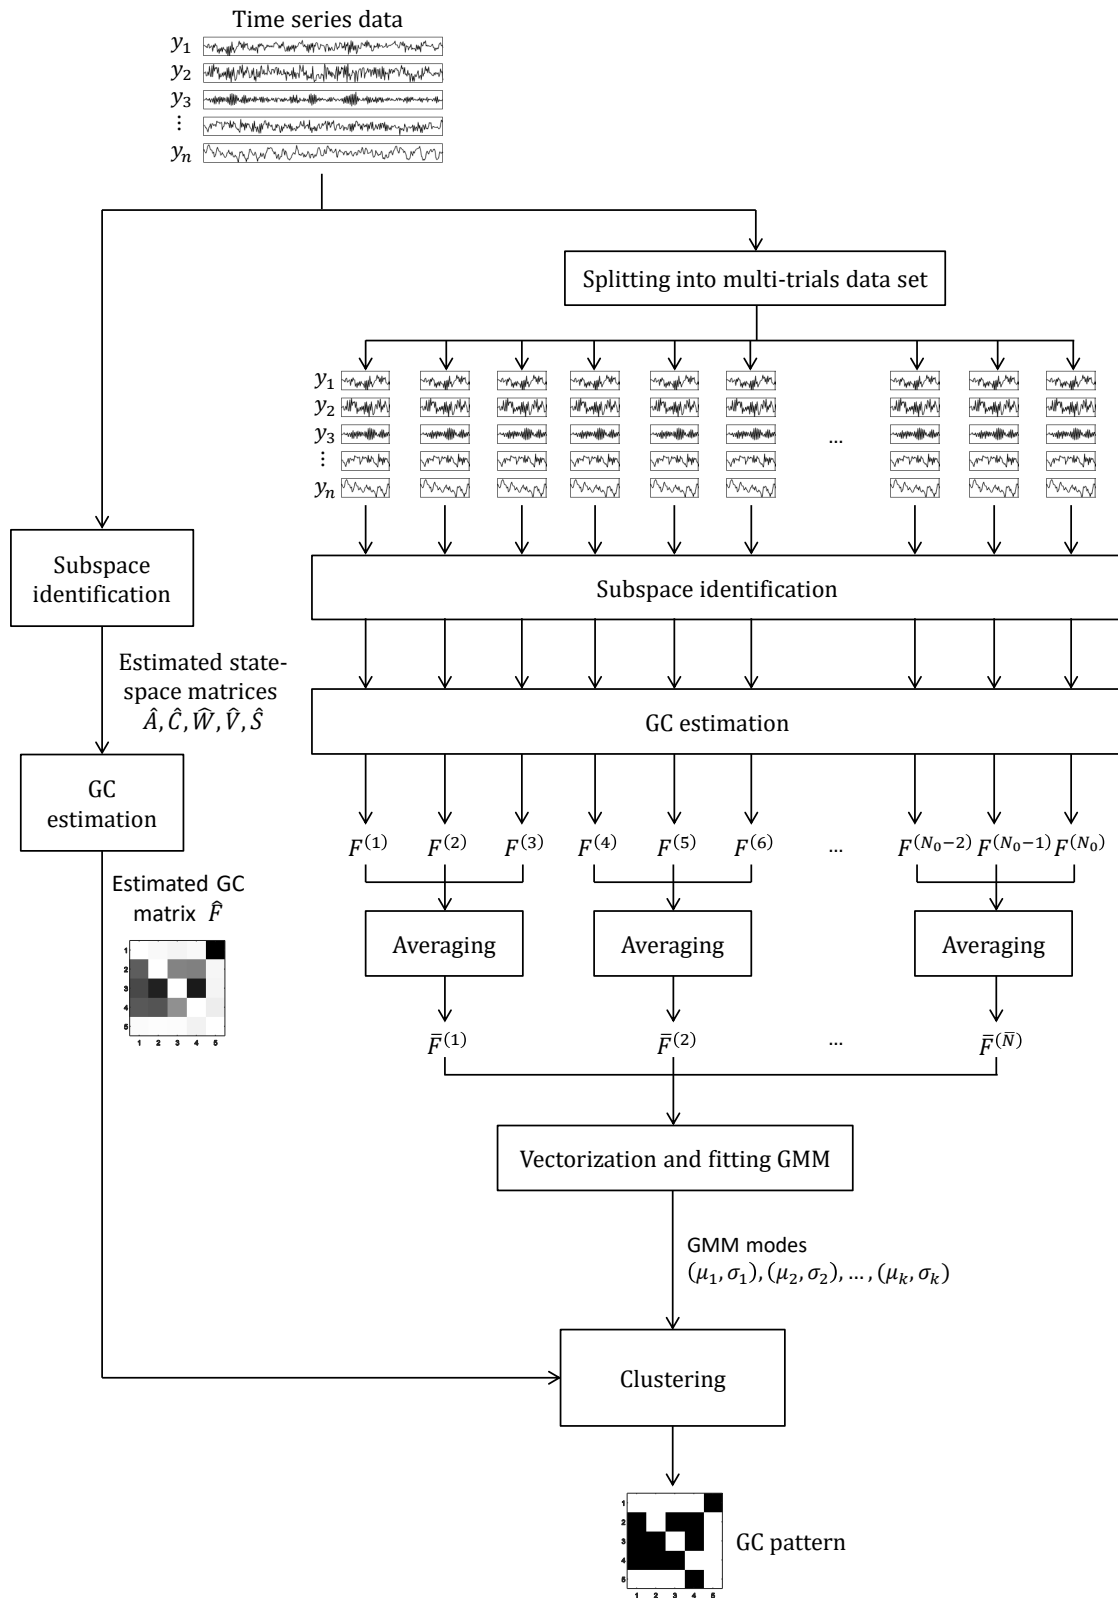 Time series data
y₁
y₂
y₃
⋮
yₙ
Splitting into multi-trials data set
y₁
y₂
y₃ ...
⋮
yₙ
Subspace
identification
Subspace identification
Estimated state-
space matrices
Â, Ĉ, Ŵ, V̂, Ŝ
GC estimation
GC
estimation
F⁽¹⁾ F⁽²⁾ F⁽³⁾ F⁽⁴⁾ F⁽⁵⁾ F⁽⁶⁾ ... F^(N₀−2) F^(N₀−1) F^(N₀)
Estimated GC
matrix F̂
Averaging Averaging Averaging
1
2
3
4
5
1 2 3 4 5
F̄⁽¹⁾ F̄⁽²⁾ ... F̄^(N̄)
Vectorization and fitting GMM
GMM modes
(μ₁, σ₁), (μ₂, σ₂), … , (μₖ, σₖ)
Clustering
1
2
3
4
5
1 2 3 4 5
GC pattern